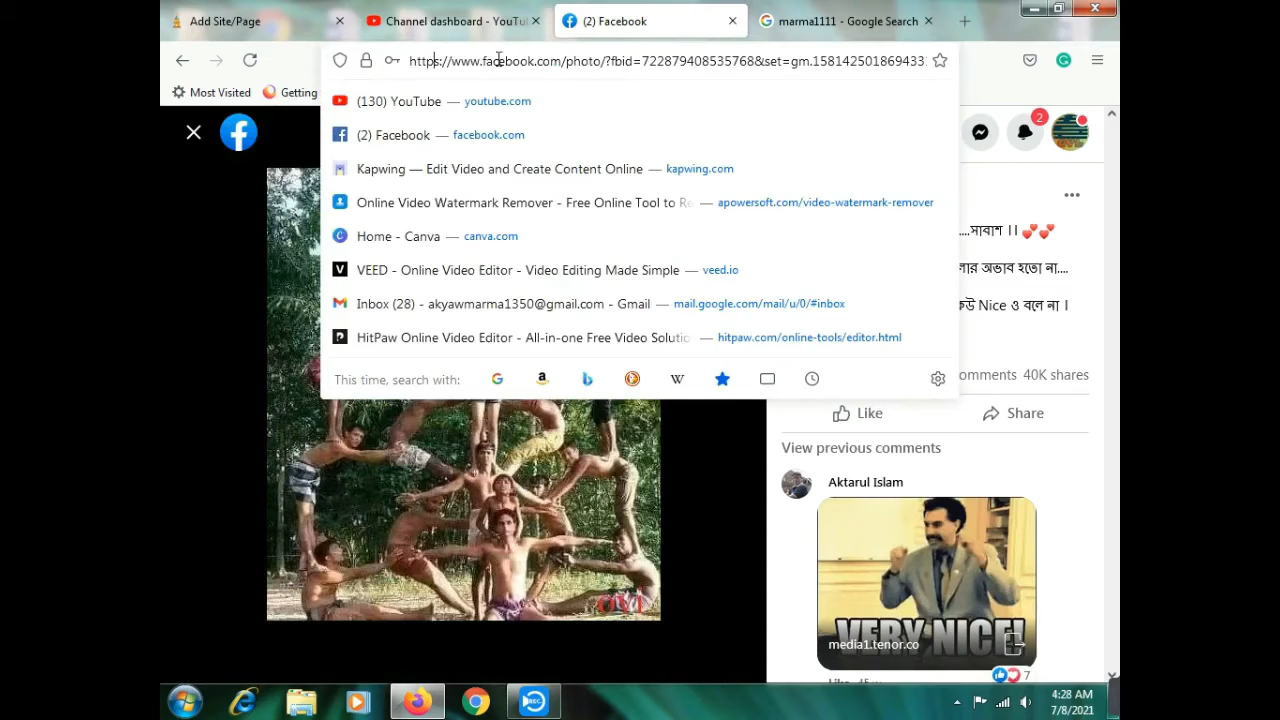 Add Site/Page
Channel dashboard - YouTu
(2) Facebook
marma1111 - Google Search
https://www.facebook.com/photo/?fbid=722879408535768&set=gm.158142501869433
Most Visited
Getting
(130) YouTube — youtube.com
(2) Facebook — facebook.com
Kapwing — Edit Video and Create Content Online — kapwing.com
Online Video Watermark Remover - Free Online Tool to Re — apowersoft.com/video-watermark-remover
Home - Canva — canva.com
VEED - Online Video Editor - Video Editing Made Simple — veed.io
Inbox (28) - akyawmarma1350@gmail.com - Gmail — mail.google.com/mail/u/0/#inbox
HitPaw Online Video Editor - All-in-one Free Video Solutio — hitpaw.com/online-tools/editor.html
This time, search with:
2
....সাবাশ ।।
লার অভাব হতো না....
কউ Nice ও বলে না ।
omments 40K shares
Like
Share
View previous comments
Aktarul Islam
VERY NICE!
media1.tenor.co
7
OVI
REC
4:28 AM
7/8/2021